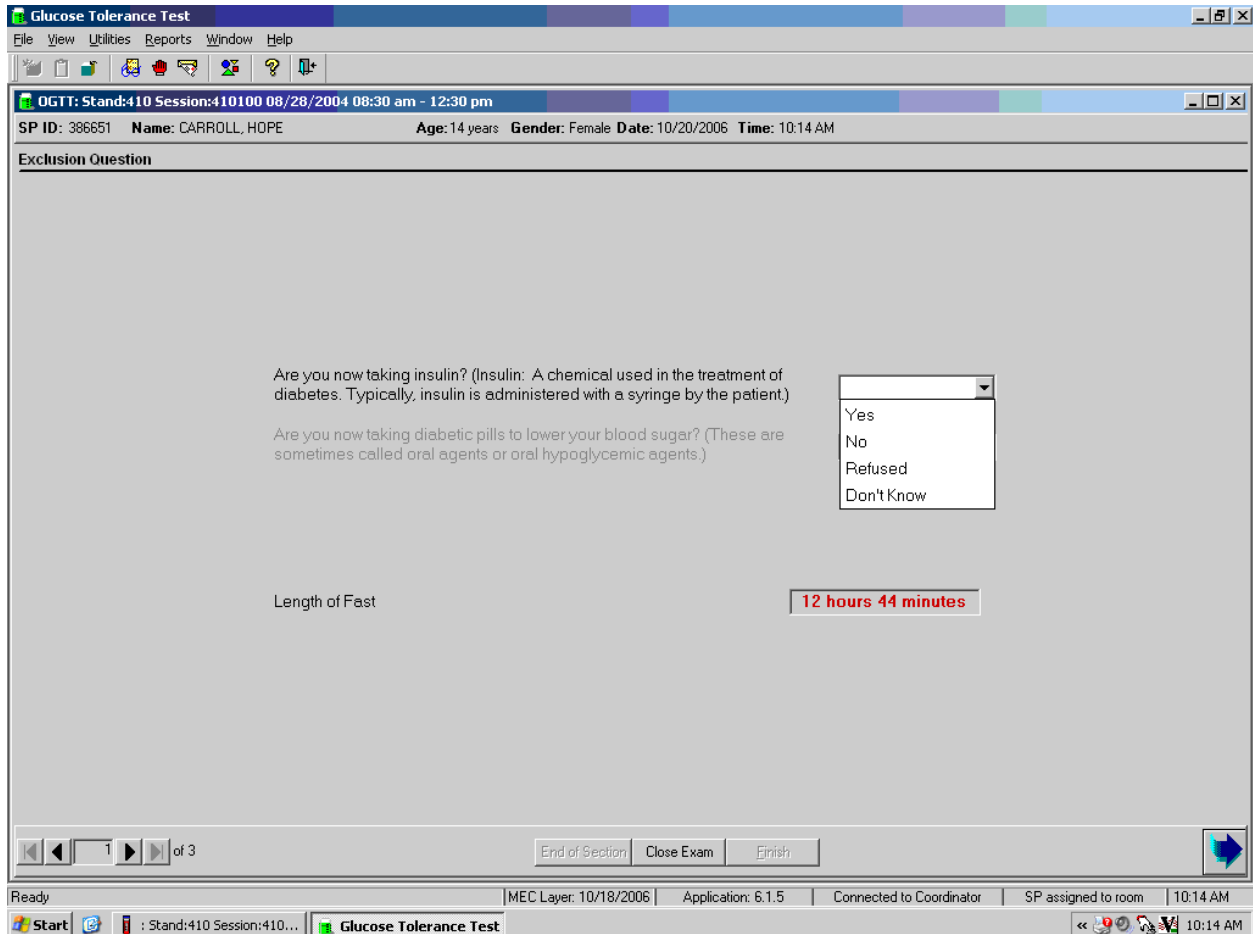 Glucose Tolerance Test
File View Utilities Reports Window Help
OGTT: Stand:410 Session:410100 08/28/2004 08:30 am - 12:30 pm
SP ID: 386651 Name: CARROLL, HOPE Age: 14 years Gender: Female Date: 10/20/2006 Time: 10:14 AM
Exclusion Question
Are you now taking insulin? (Insulin: A chemical used in the treatment of
diabetes. Typically, insulin is administered with a syringe by the patient.)
Yes
No
Refused
Don't Know
Are you now taking diabetic pills to lower your blood sugar? (These are
sometimes called oral agents or oral hypoglycemic agents.)
Length of Fast 12 hours 44 minutes
1 of 3 End of Section Close Exam Finish
Ready MEC Layer: 10/18/2006 Application: 6.1.5 Connected to Coordinator SP assigned to room 10:14 AM
Start : Stand:410 Session:410... Glucose Tolerance Test « 10:14 AM